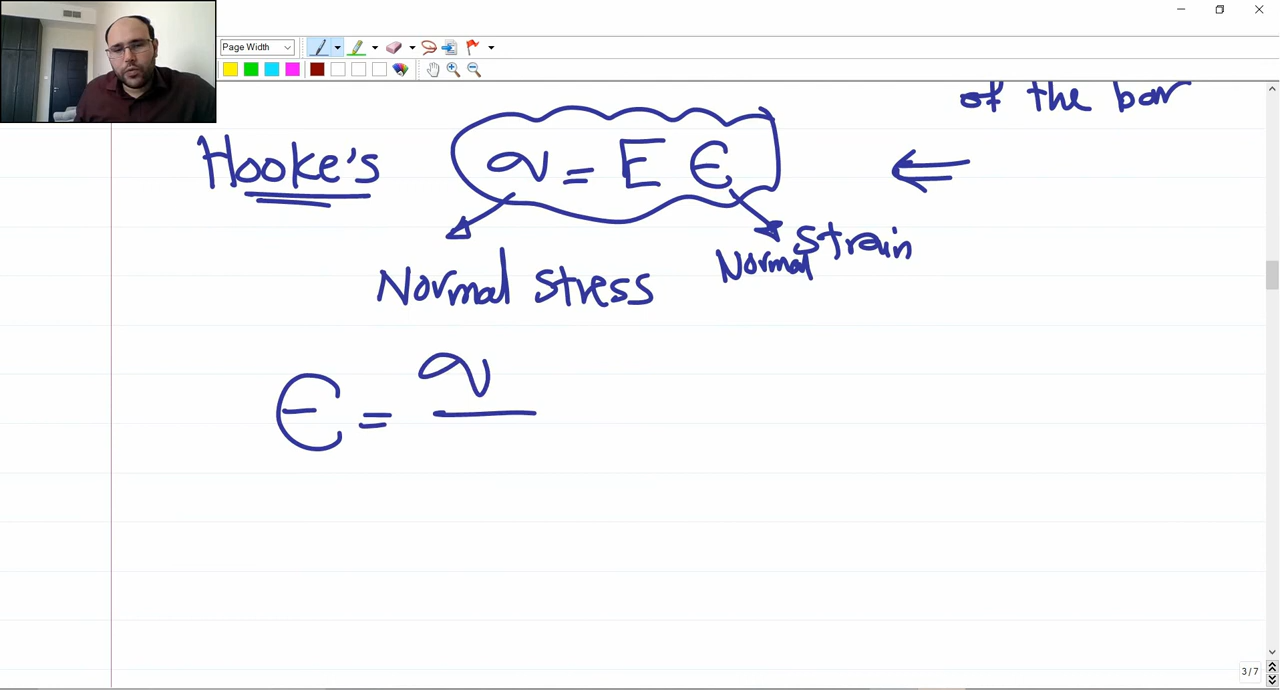 Page Width
of the bar
Hooke's σ = E ϵ
Normal Stress
Normal Strain
ϵ = σ
3/7